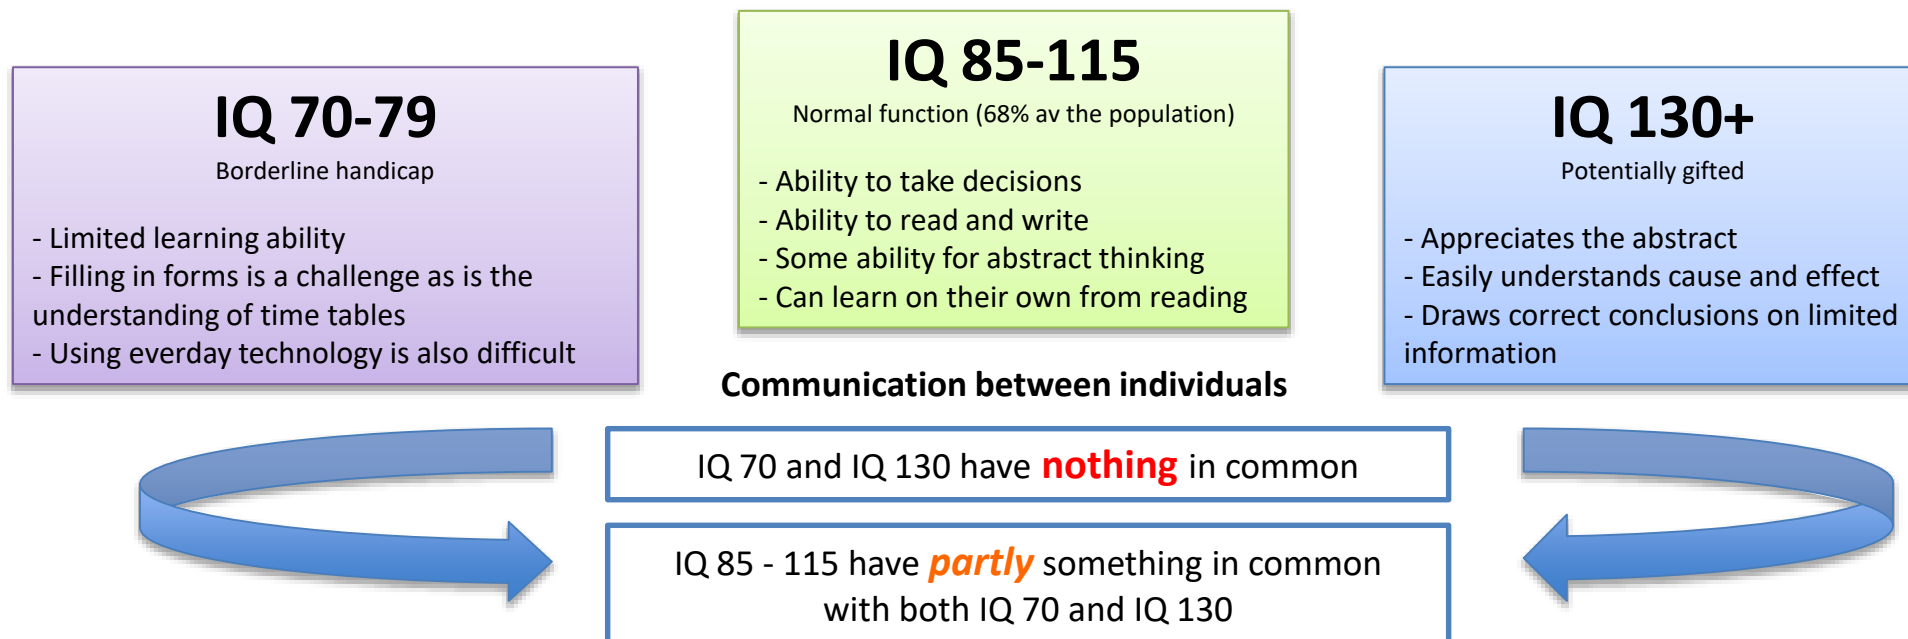 IQ 70-79
Borderline handicap
- Limited learning ability
- Filling in forms is a challenge as is the
understanding of time tables
- Using everday technology is also difficult
IQ 85-115
Normal function (68% av the population)
- Ability to take decisions
- Ability to read and write
- Some ability for abstract thinking
- Can learn on their own from reading
IQ 130+
Potentially gifted
- Appreciates the abstract
- Easily understands cause and effect
- Draws correct conclusions on limited
information
Communication between individuals
IQ 70 and IQ 130 have nothing in common
IQ 85 - 115 have partly something in common
with both IQ 70 and IQ 130